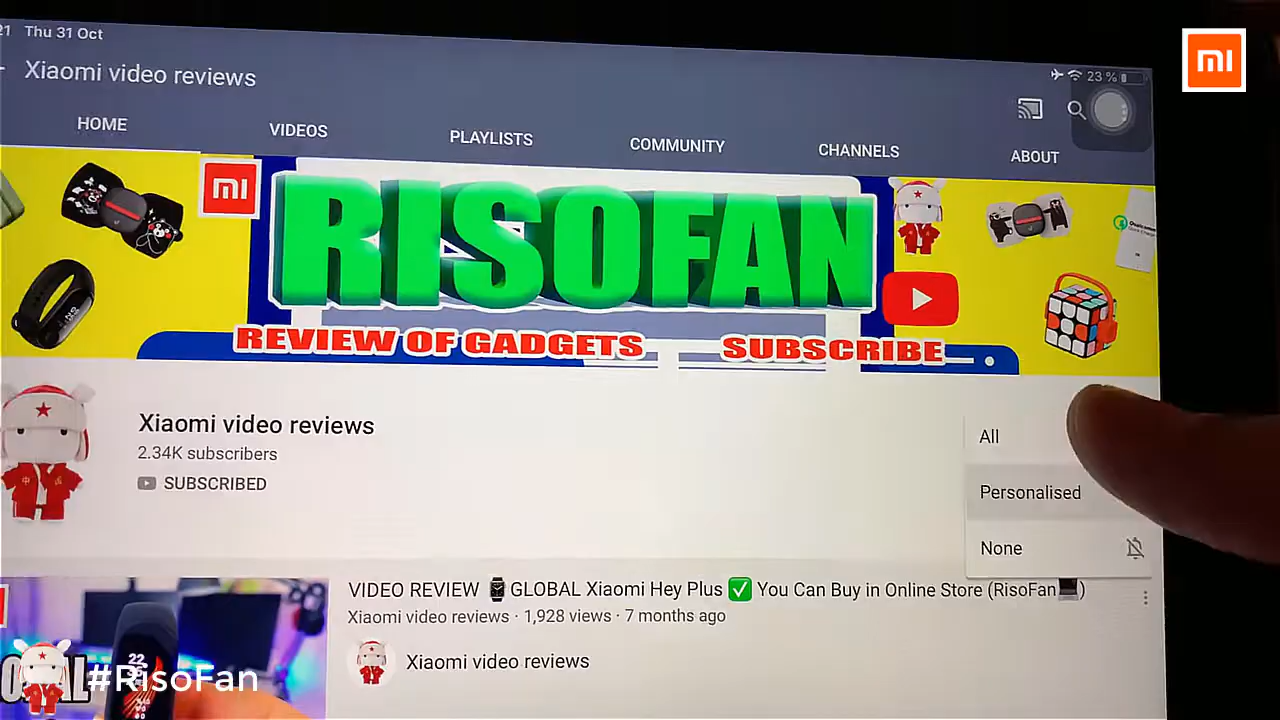 21 Thu 31 Oct
23 %
Xiaomi video reviews
HOME VIDEOS PLAYLISTS COMMUNITY CHANNELS ABOUT
mi
mi
RISOFAN
REVIEW OF GADGETS SUBSCRIBE
Xiaomi video reviews
2.34K subscribers
SUBSCRIBED
All
Personalised
None
VIDEO REVIEW ⌚GLOBAL Xiaomi Hey Plus ✅ You Can Buy in Online Store (RisoFan💻)
Xiaomi video reviews · 1,928 views · 7 months ago
Xiaomi video reviews
#RisoFan